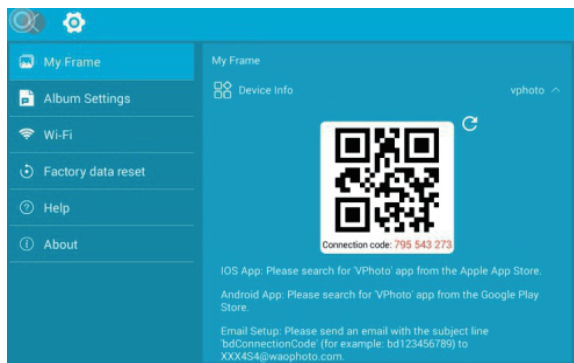 My Frame
Album Settings
Wi-Fi
Factory data reset
Help
About
My Frame
Device Info
vphoto
Connection code: 795 543 273
IOS App: Please search for 'VPhoto' app from the Apple App Store.
Android App: Please search for 'VPhoto' app from the Google Play
Store.
Email Setup: Please send an email with the subject line
'bdConnectionCode' (for example: bd123456789) to
XXX4S4@waophoto.com.